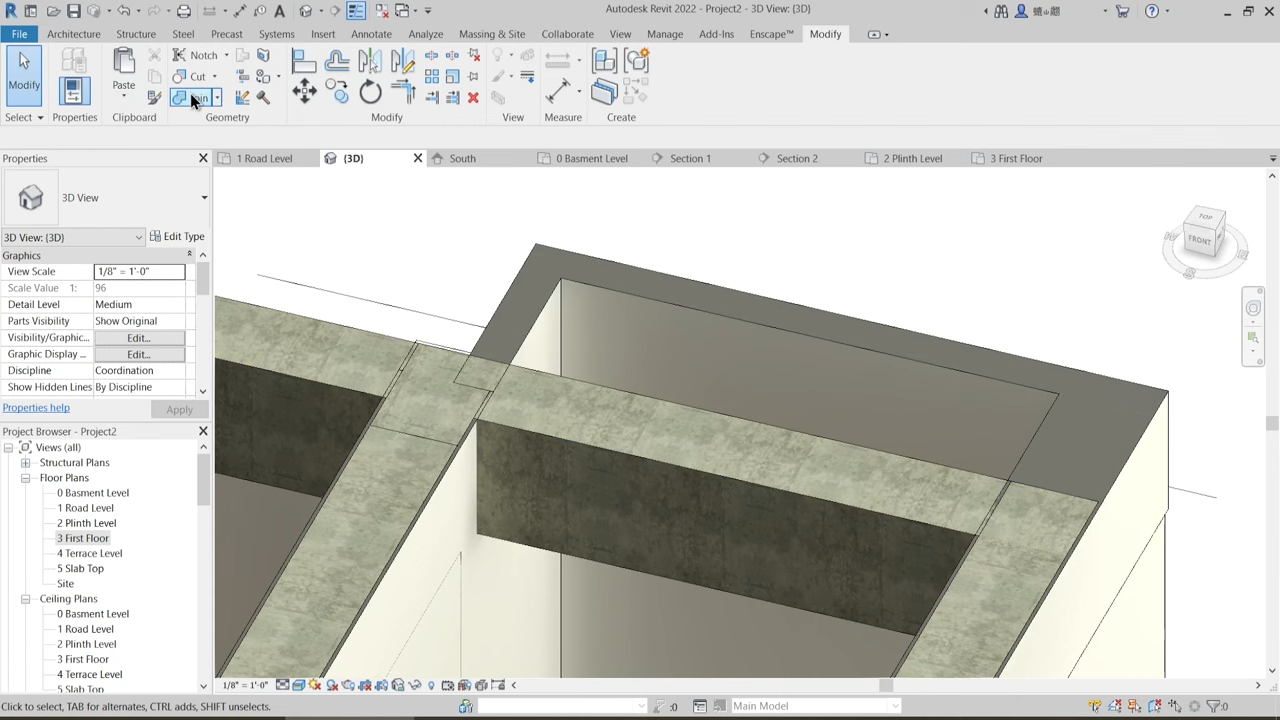 Autodesk Revit 2022 - Project2 - 3D View: {3D}
File Architecture Structure Steel Precast Systems Insert Annotate Analyze Massing & Site Collaborate View Manage Add-Ins Enscape™ Modify
Modify Paste Notch Cut
Select Properties Clipboard Geometry Modify View Measure Create
Properties
1 Road Level (3D) South 0 Basment Level Section 1 Section 2 2 Plinth Level 3 First Floor
3D View
3D View: {3D} Edit Type
Graphics
View Scale 1/8" = 1'-0"
Scale Value 1: 96
Detail Level Medium
Parts Visibility Show Original
Visibility/Graphic... Edit...
Graphic Display ... Edit...
Discipline Coordination
Show Hidden Lines By Discipline
Properties help Apply
Project Browser - Project2
Views (all)
Structural Plans
Floor Plans
0 Basment Level
1 Road Level
2 Plinth Level
3 First Floor
4 Terrace Level
5 Slab Top
Site
Ceiling Plans
0 Basment Level
1 Road Level
2 Plinth Level
3 First Floor
4 Terrace Level
5 Slab Top
TOP
FRONT
1/8" = 1'-0"
Click to select, TAB for alternates, CTRL adds, SHIFT unselects. :0 Main Model :0